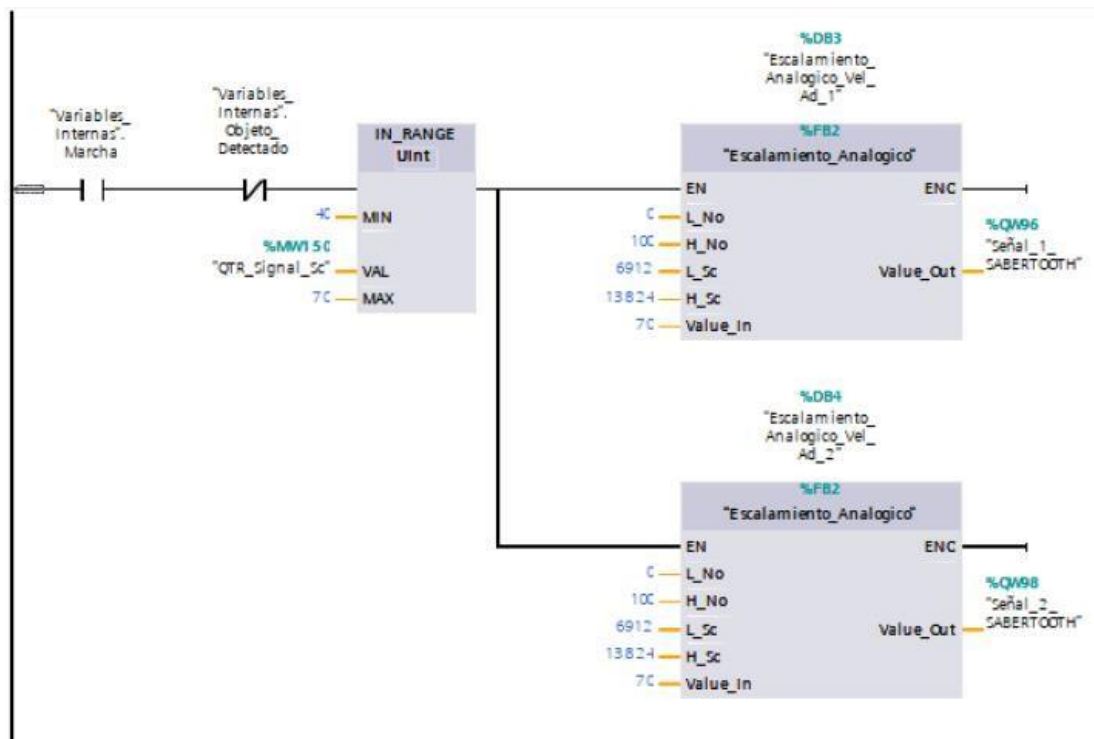 %DB3
"Escalamiento_
Analogico_Vel_
Ad_1"
"Variables_
Internas".
Marcha
"Variables_
Internas".
Objeto_
Detectado
IN_RANGE
UInt
MIN
40
VAL
%MW150
"QTR_Signal_Sc"
MAX
70
%FB2
"Escalamiento_Analogico"
EN
ENO
0
L_No
100
H_No
6912
L_Sc
13824
H_Sc
70
Value_In
Value_Out
%QW96
"Señal_1_
SABERTOOTH"
%DB4
"Escalamiento_
Analogico_Vel_
Ad_2"
%FB2
"Escalamiento_Analogico"
EN
ENO
0
L_No
100
H_No
6912
L_Sc
13824
H_Sc
70
Value_In
Value_Out
%QW98
"Señal_2_
SABERTOOTH"